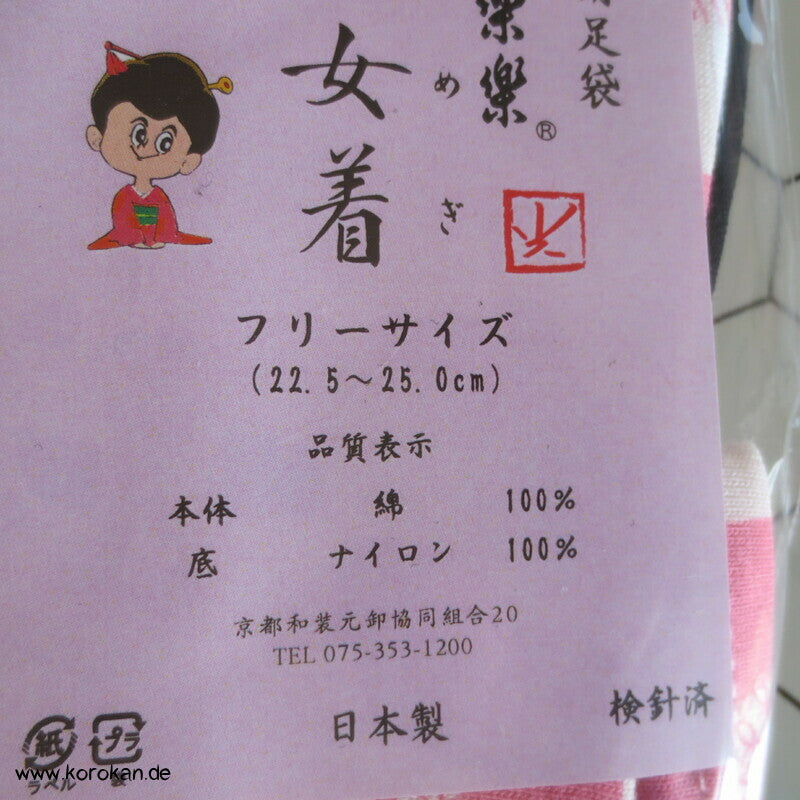 足袋
樂樂®
女着
めぎ
フリーサイズ
(22.5～25.0cm)
品質表示
本体 綿 100%
底 ナイロン 100%
京都和装元卸協同組合20
TEL 075-353-1200
日本製
検針済
紙
ラベル
プラ
袋
www.korokan.de